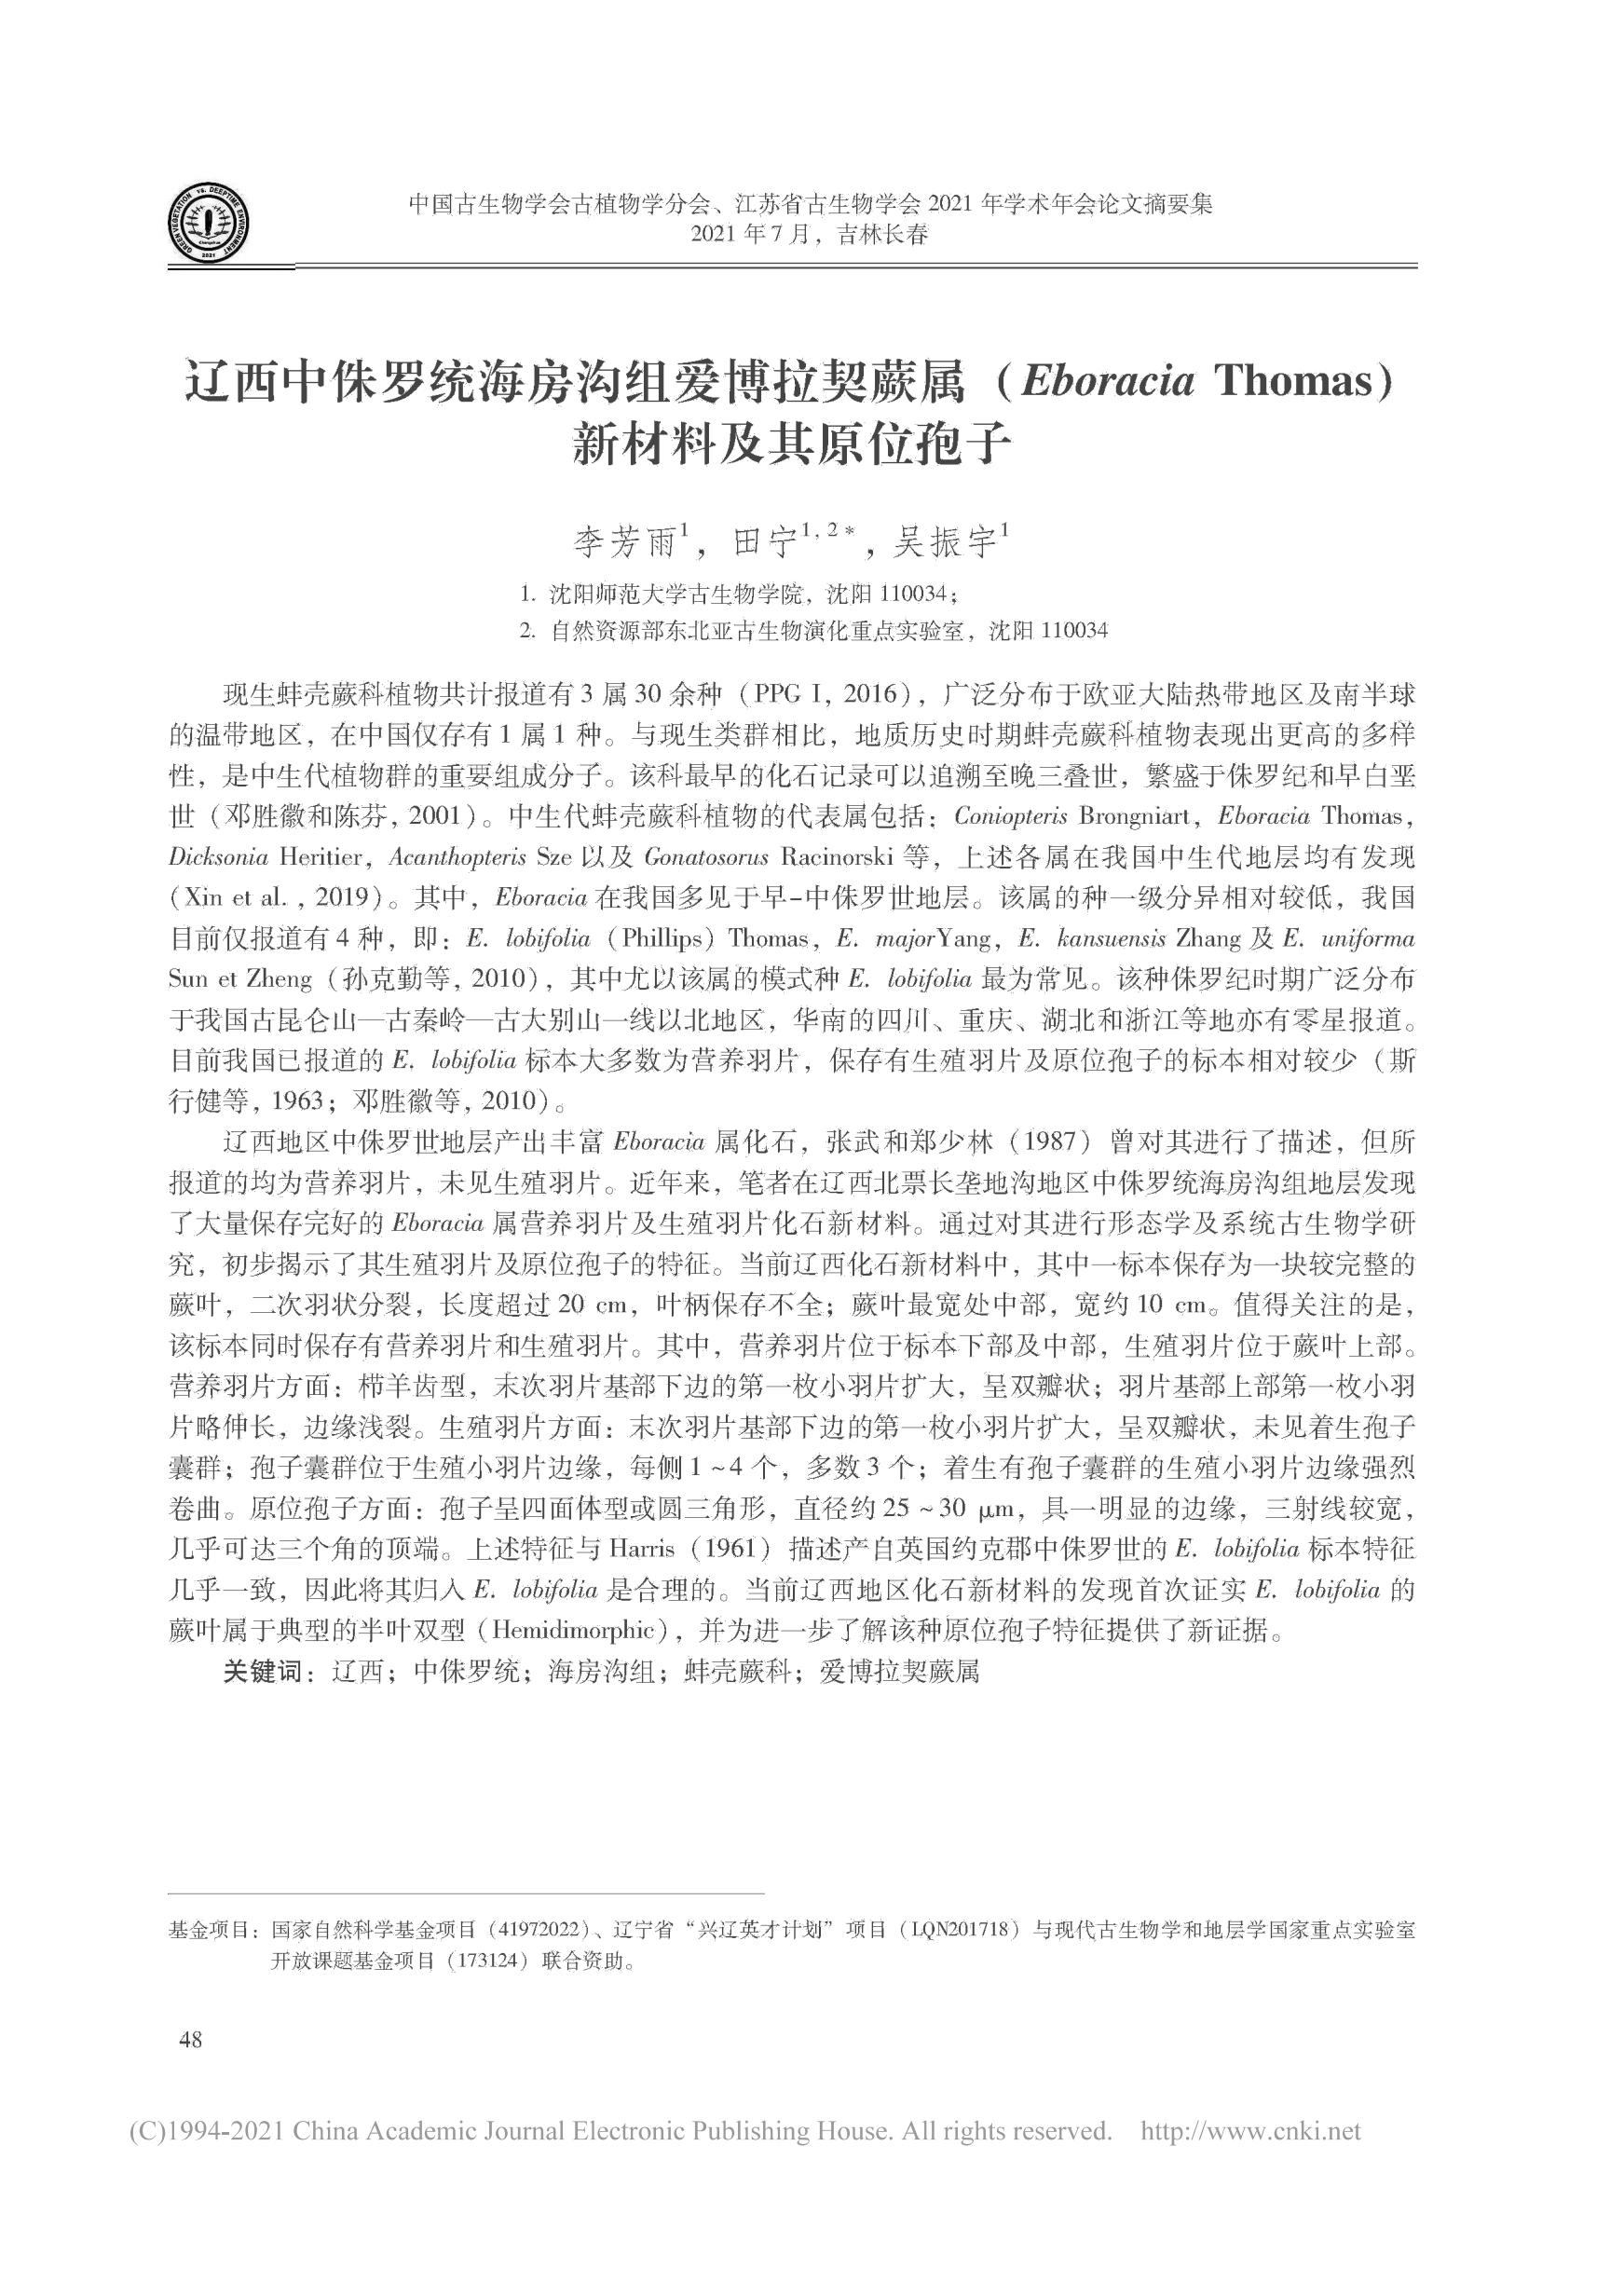 GREEN VEGETATION VS. DEEPTIME ENVIRONMENT
2021
中国古生物学会古植物学分会、江苏省古生物学会 2021 年学术年会论文摘要集
2021 年 7 月，吉林长春
辽西中侏罗统海房沟组爱博拉契蕨属（Eboracia Thomas）
新材料及其原位孢子
李芳雨1，田宁1,2*，吴振宇1
1. 沈阳师范大学古生物学院，沈阳 110034；
2. 自然资源部东北亚古生物演化重点实验室，沈阳 110034
现生蚌壳蕨科植物共计报道有 3 属 30 余种（PPG I, 2016），广泛分布于欧亚大陆热带地区及南半球
的温带地区，在中国仅存有 1 属 1 种。与现生类群相比，地质历史时期蚌壳蕨科植物表现出更高的多样
性，是中生代植物群的重要组成分子。该科最早的化石记录可以追溯至晚三叠世，繁盛于侏罗纪和早白垩
世（邓胜徽和陈芬, 2001）。中生代蚌壳蕨科植物的代表属包括：Coniopteris Brongniart，Eboracia Thomas，
Dicksonia Heritier，Acanthopteris Sze 以及 Gonatosorus Racinorski 等，上述各属在我国中生代地层均有发现
（Xin et al. , 2019）。其中，Eboracia 在我国多见于早-中侏罗世地层。该属的种一级分异相对较低，我国
目前仅报道有 4 种，即：E. lobifolia（Phillips）Thomas，E. majorYang，E. kansuensis Zhang 及 E. uniforma
Sun et Zheng（孙克勤等, 2010），其中尤以该属的模式种 E. lobifolia 最为常见。该种侏罗纪时期广泛分布
于我国古昆仑山—古秦岭—古大别山一线以北地区，华南的四川、重庆、湖北和浙江等地亦有零星报道。
目前我国已报道的 E. lobifolia 标本大多数为营养羽片，保存有生殖羽片及原位孢子的标本相对较少（斯
行健等, 1963；邓胜徽等, 2010）。
辽西地区中侏罗世地层产出丰富 Eboracia 属化石，张武和郑少林（1987）曾对其进行了描述，但所
报道的均为营养羽片，未见生殖羽片。近年来，笔者在辽西北票长垄地沟地区中侏罗统海房沟组地层发现
了大量保存完好的 Eboracia 属营养羽片及生殖羽片化石新材料。通过对其进行形态学及系统古生物学研
究，初步揭示了其生殖羽片及原位孢子的特征。当前辽西化石新材料中，其中一标本保存为一块较完整的
蕨叶，二次羽状分裂，长度超过 20 cm，叶柄保存不全；蕨叶最宽处中部，宽约 10 cm。值得关注的是，
该标本同时保存有营养羽片和生殖羽片。其中，营养羽片位于标本下部及中部，生殖羽片位于蕨叶上部。
营养羽片方面：栉羊齿型，末次羽片基部下边的第一枚小羽片扩大，呈双瓣状；羽片基部上部第一枚小羽
片略伸长，边缘浅裂。生殖羽片方面：末次羽片基部下边的第一枚小羽片扩大，呈双瓣状，未见着生孢子
囊群；孢子囊群位于生殖小羽片边缘，每侧 1 ~ 4 个，多数 3 个；着生有孢子囊群的生殖小羽片边缘强烈
卷曲。原位孢子方面：孢子呈四面体型或圆三角形，直径约 25 ~ 30 μm，具一明显的边缘，三射线较宽，
几乎可达三个角的顶端。上述特征与 Harris（1961）描述产自英国约克郡中侏罗世的 E. lobifolia 标本特征
几乎一致，因此将其归入 E. lobifolia 是合理的。当前辽西地区化石新材料的发现首次证实 E. lobifolia 的
蕨叶属于典型的半叶双型（Hemidimorphic），并为进一步了解该种原位孢子特征提供了新证据。
关键词：辽西；中侏罗统；海房沟组；蚌壳蕨科；爱博拉契蕨属
基金项目：国家自然科学基金项目（41972022）、辽宁省“兴辽英才计划”项目（LQN201718）与现代古生物学和地层学国家重点实验室
开放课题基金项目（173124）联合资助。
48
(C)1994-2021 China Academic Journal Electronic Publishing House. All rights reserved. http://www.cnki.net